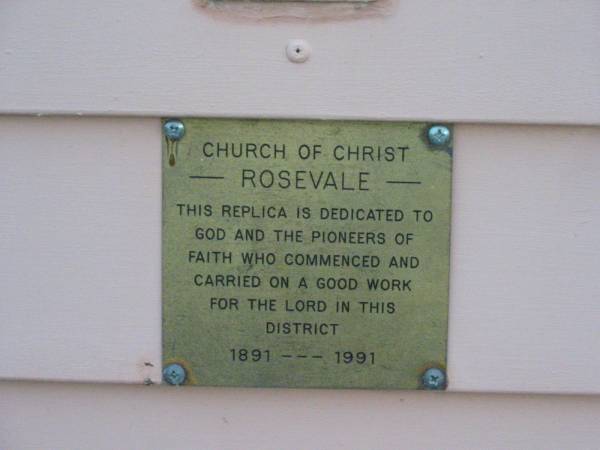 CHURCH OF CHRIST
— ROSEVALE —
THIS REPLICA IS DEDICATED TO
GOD AND THE PIONEERS OF
FAITH WHO COMMENCED AND
CARRIED ON A GOOD WORK
FOR THE LORD IN THIS
DISTRICT
1891 --- 1991